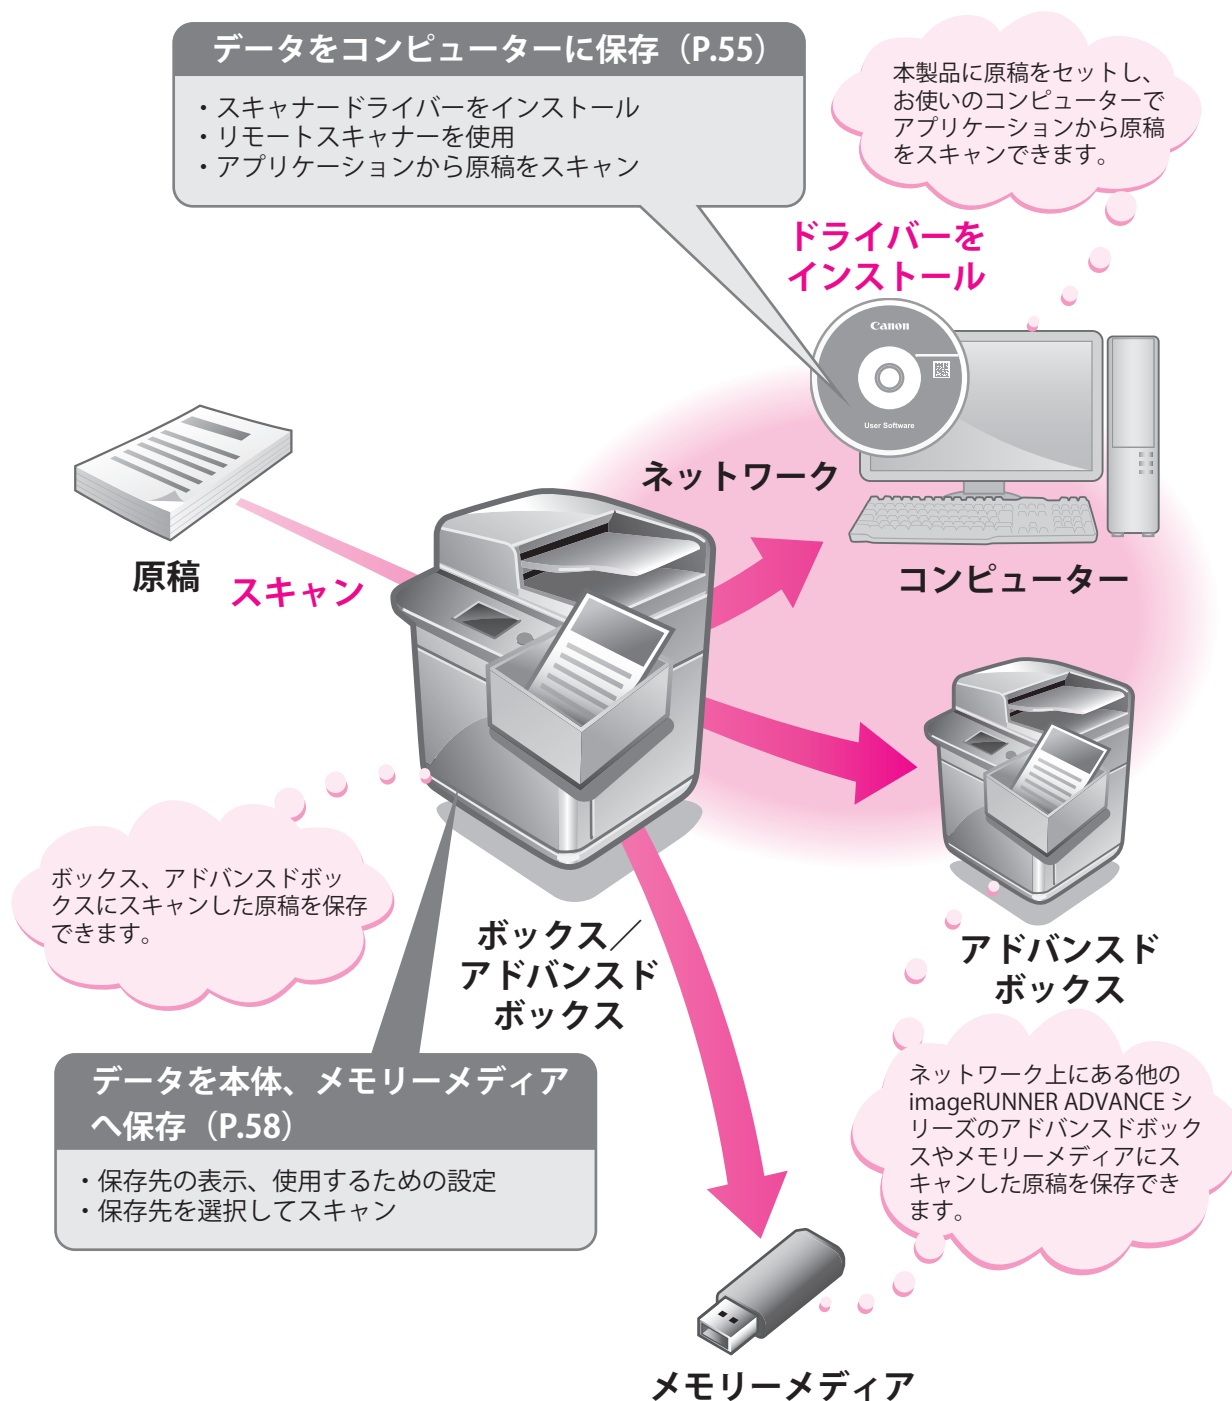 データをコンピューターに保存（P.55）
・スキャナードライバーをインストール
・リモートスキャナーを使用
・アプリケーションから原稿をスキャン
本製品に原稿をセットし、
お使いのコンピューターで
アプリケーションから原稿
をスキャンできます。
ドライバーを
インストール
Canon
User Software
ネットワーク
コンピューター
原稿
スキャン
ボックス、アドバンスドボッ
クスにスキャンした原稿を保存
できます。
ボックス／
アドバンスド
ボックス
アドバンスド
ボックス
データを本体、メモリーメディア
へ保存（P.58）
・保存先の表示、使用するための設定
・保存先を選択してスキャン
ネットワーク上にある他の
imageRUNNER ADVANCE シ
リーズのアドバンスドボック
スやメモリーメディアにス
キャンした原稿を保存でき
ます。
メモリーメディア